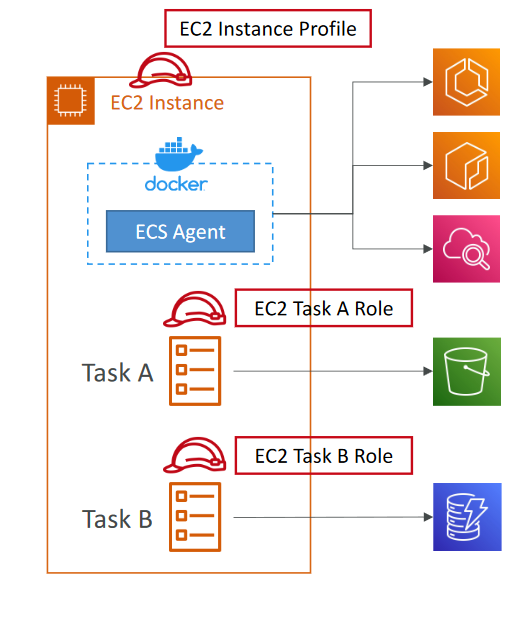 EC2 Instance Profile
EC2 Instance
docker
ECS Agent
EC2 Task A Role
Task A
EC2 Task B Role
Task B